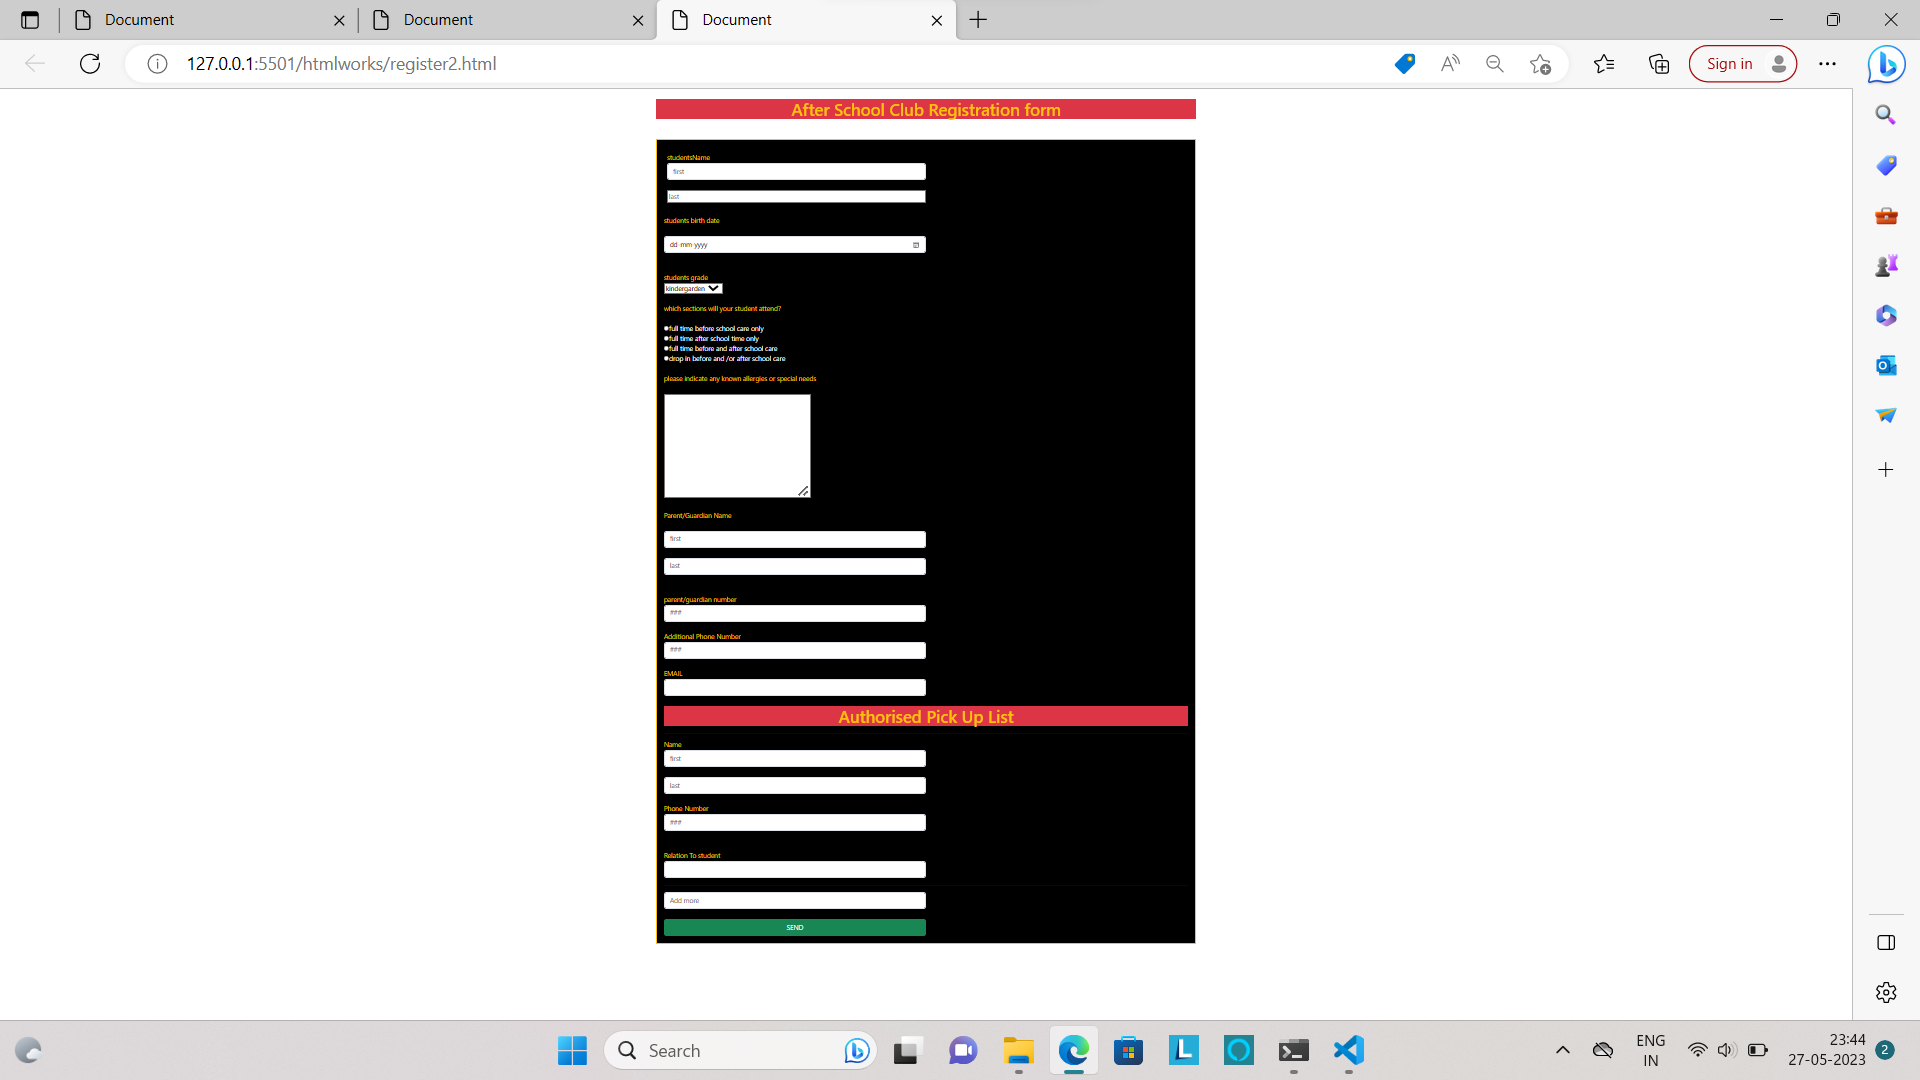 Document
Document
Document
127.0.0.1:5501/htmlworks/register2.html
Sign in
After School Club Registration form
studentsName
first
last
students birth date
dd-mm-yyyy
students grade
kindergarden
which sections will your student attend?
full time before school care only
full time after school time only
full time before and after school care
drop in before and /or after school care
please indicate any known allergies or special needs
Parent/Guardian Name
first
last
parent/guardian number
###
Additional Phone Number
###
EMAIL
Authorised Pick Up List
Name
first
last
Phone Number
###
Relation To student
Add more
SEND
Search
ENG
IN
23:44
27-05-2023
2